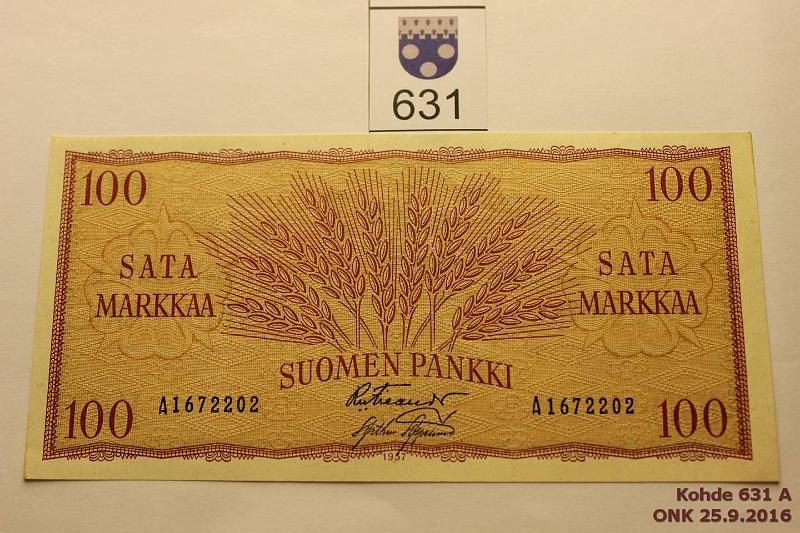 631
100 100
SATA SATA
MARKKAA MARKKAA
SUOMEN PANKKI
A1672202 A1672202
100 100
1957
Kohde 631 A
ONK 25.9.2016